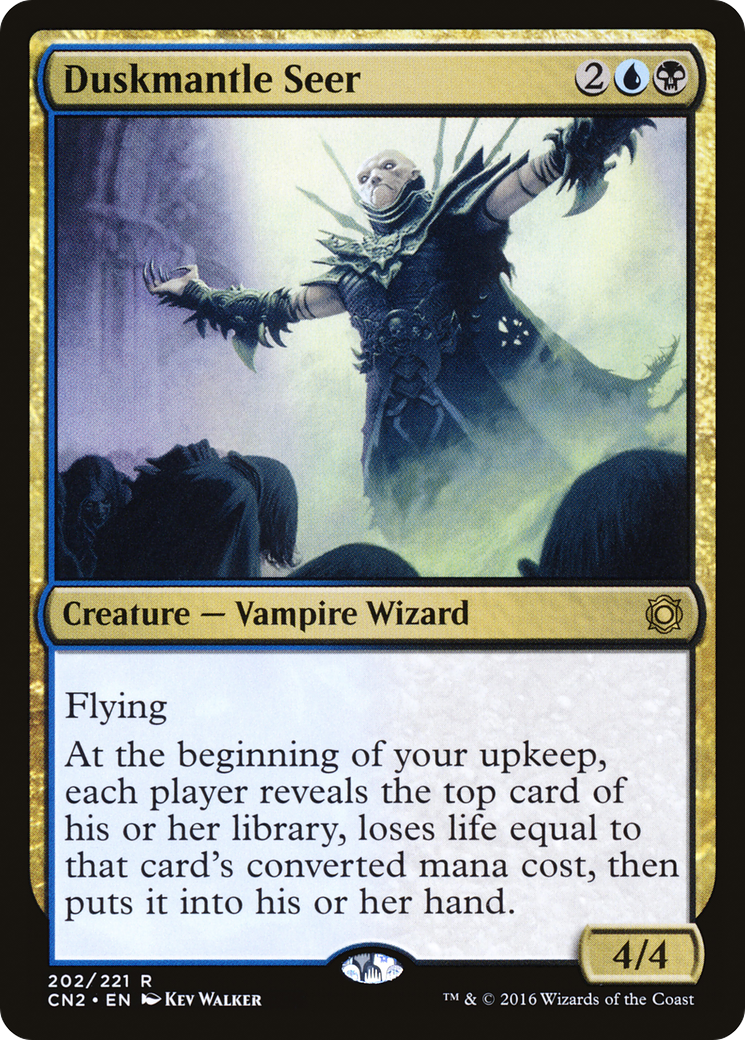 Duskmantle Seer 2
Creature — Vampire Wizard
Flying
At the beginning of your upkeep,
each player reveals the top card of
his or her library, loses life equal to
that card's converted mana cost, then
puts it into his or her hand.
4/4
202/221 R
CN2 • EN Kev Walker
™ & © 2016 Wizards of the Coast